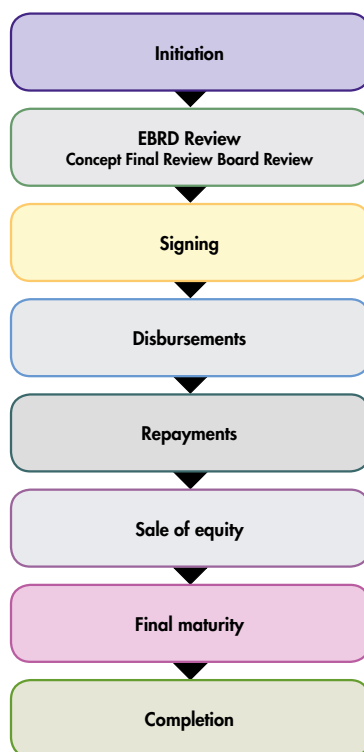 Initiation
EBRD Review
Concept Final Review Board Review
Signing
Disbursements
Repayments
Sale of equity
Final maturity
Completion